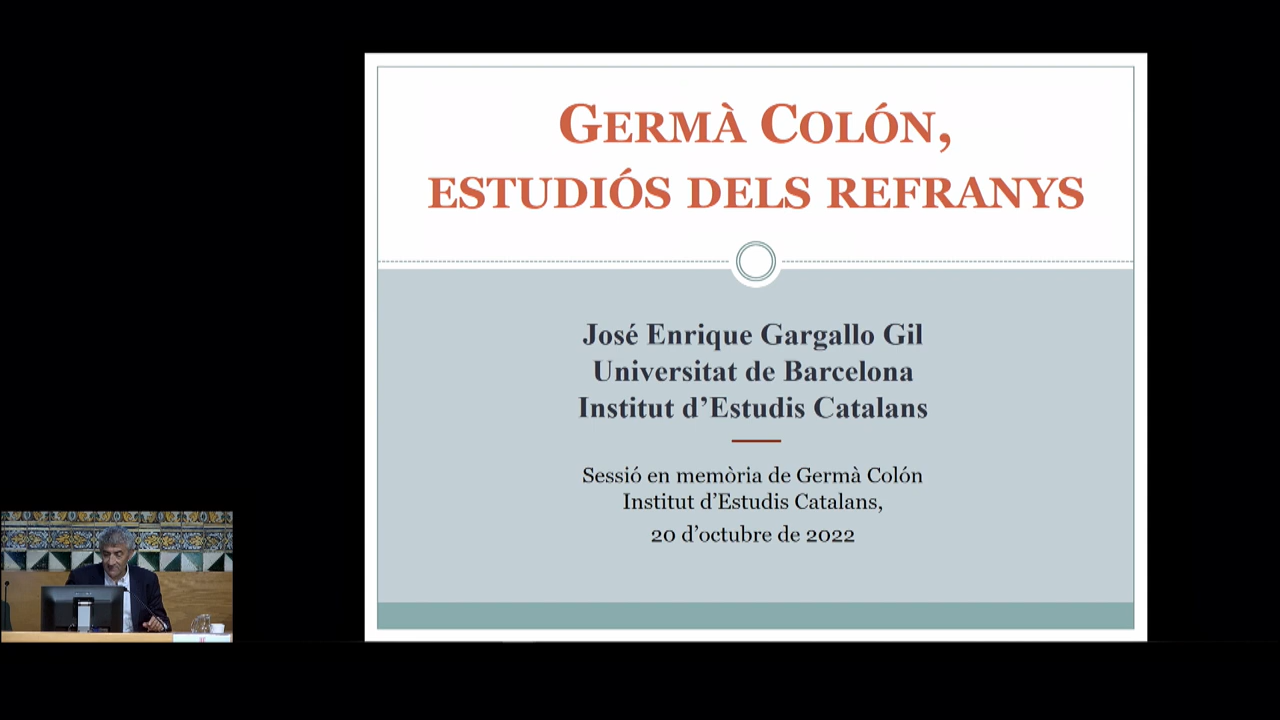 GERMÀ COLÓN,
ESTUDIÓS DELS REFRANYS
José Enrique Gargallo Gil
Universitat de Barcelona
Institut d’Estudis Catalans
Sessió en memòria de Germà Colón
Institut d’Estudis Catalans,
20 d’octubre de 2022